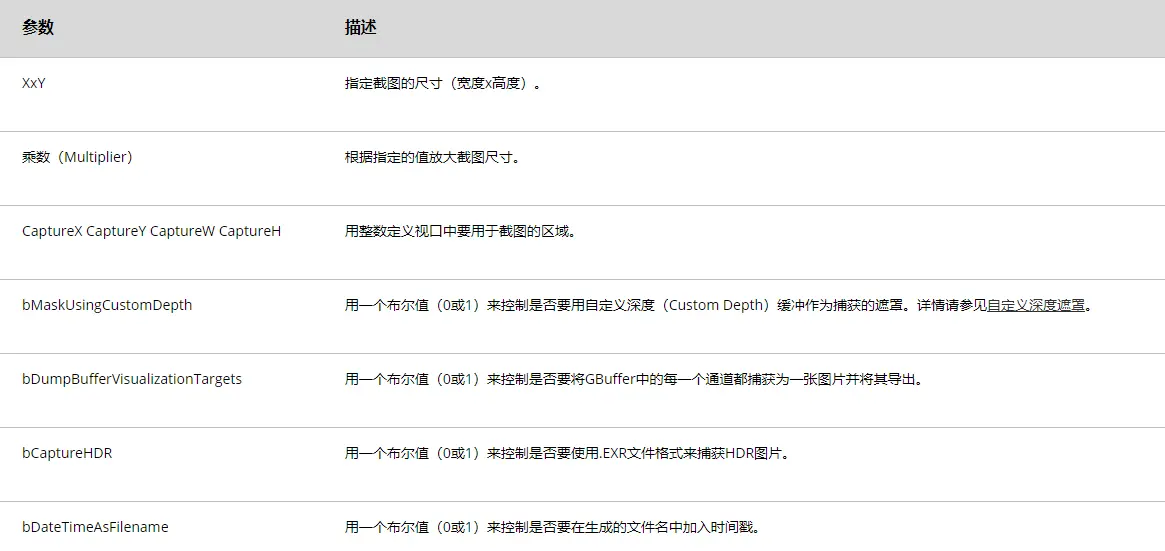 参数 描述
XxY 指定截图的尺寸（宽度x高度）。
乘数（Multiplier） 根据指定的值放大截图尺寸。
CaptureX CaptureY CaptureW CaptureH 用整数定义视口中要用于截图的区域。
bMaskUsingCustomDepth 用一个布尔值（0或1）来控制是否要用自定义深度（Custom Depth）缓冲作为捕获的遮罩。详情请参见自定义深度遮罩。
bDumpBufferVisualizationTargets 用一个布尔值（0或1）来控制是否要将GBuffer中的每一个通道都捕获为一张图片并将其导出。
bCaptureHDR 用一个布尔值（0或1）来控制是否要使用.EXR文件格式来捕获HDR图片。
bDateTimeAsFilename 用一个布尔值（0或1）来控制是否要在生成的文件名中加入时间戳。